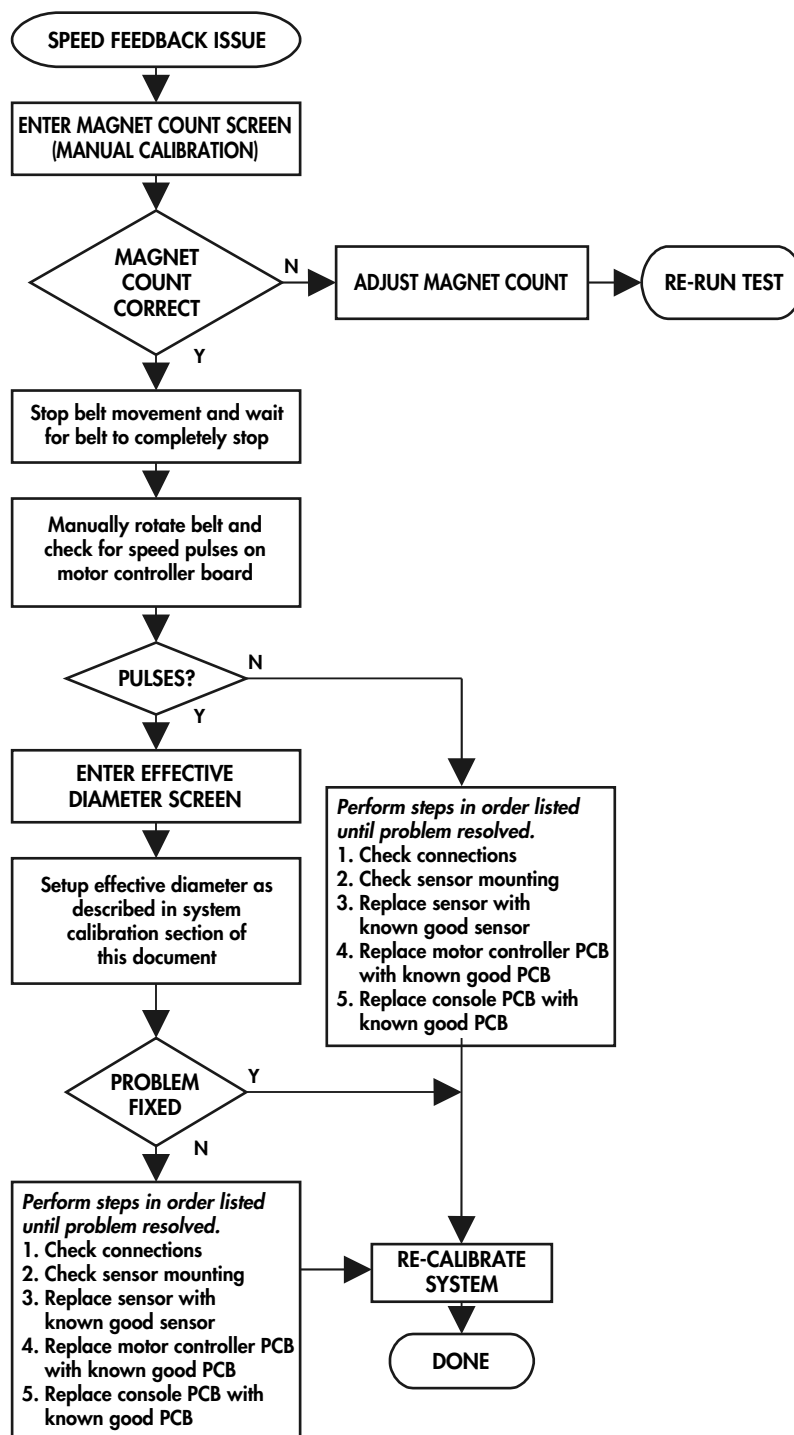 SPEED FEEDBACK ISSUE
ENTER MAGNET COUNT SCREEN
(MANUAL CALIBRATION)
MAGNET
COUNT
CORRECT
N
ADJUST MAGNET COUNT
RE-RUN TEST
Y
Stop belt movement and wait
for belt to completely stop
Manually rotate belt and
check for speed pulses on
motor controller board
PULSES?
N
Y
ENTER EFFECTIVE
DIAMETER SCREEN
Setup effective diameter as
described in system
calibration section of
this document
Perform steps in order listed
until problem resolved.
1. Check connections
2. Check sensor mounting
3. Replace sensor with
known good sensor
4. Replace motor controller PCB
with known good PCB
5. Replace console PCB with
known good PCB
PROBLEM
FIXED
Y
N
Perform steps in order listed
until problem resolved.
1. Check connections
2. Check sensor mounting
3. Replace sensor with
known good sensor
4. Replace motor controller PCB
with known good PCB
5. Replace console PCB with
known good PCB
RE-CALIBRATE
SYSTEM
DONE